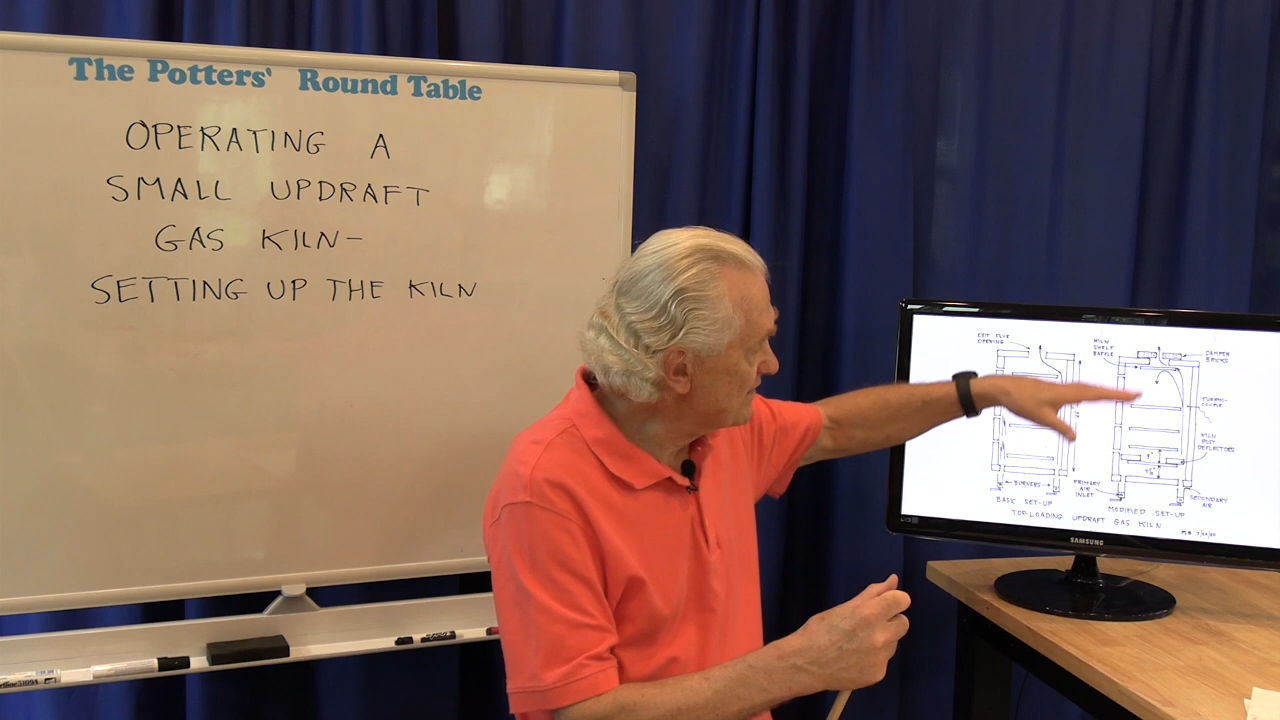 The Potters' Round Table
OPERATING A
SMALL UPDRAFT
GAS KILN-
SETTING UP THE KILN
EXIT FLUE
OPENING
KILN
SHELF
BAFFLE
DAMPER
BRICKS
THERMO-
COUPLE
KILN
POST
DEFLECTORS
BURNERS
PRIMARY
AIR
INLET
SECONDARY
AIR
BASIC SET-UP
MODIFIED SET-UP
TOP-LOADING UPDRAFT GAS KILN
SAMSUNG